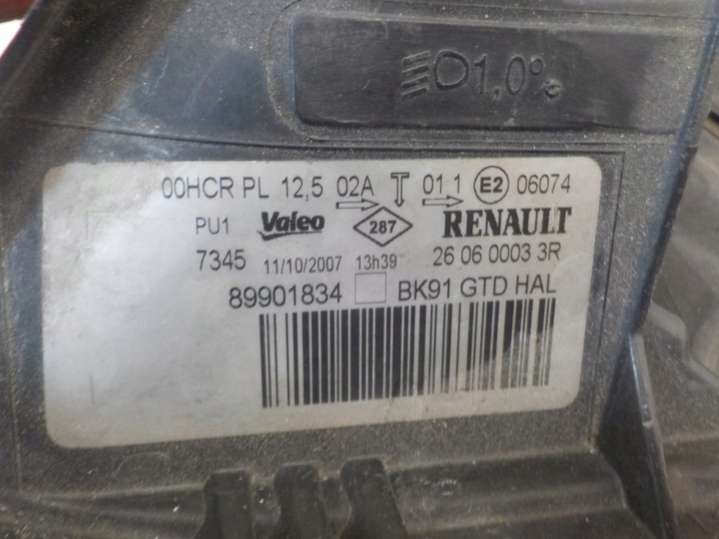 1,0%
00HCR PL 12,5 02A 01 1 E2 06074
PU1 Valeo 287 RENAULT
7345 11/10/2007 13h39 26 06 0003 3R
89901834 BK91 GTD HAL